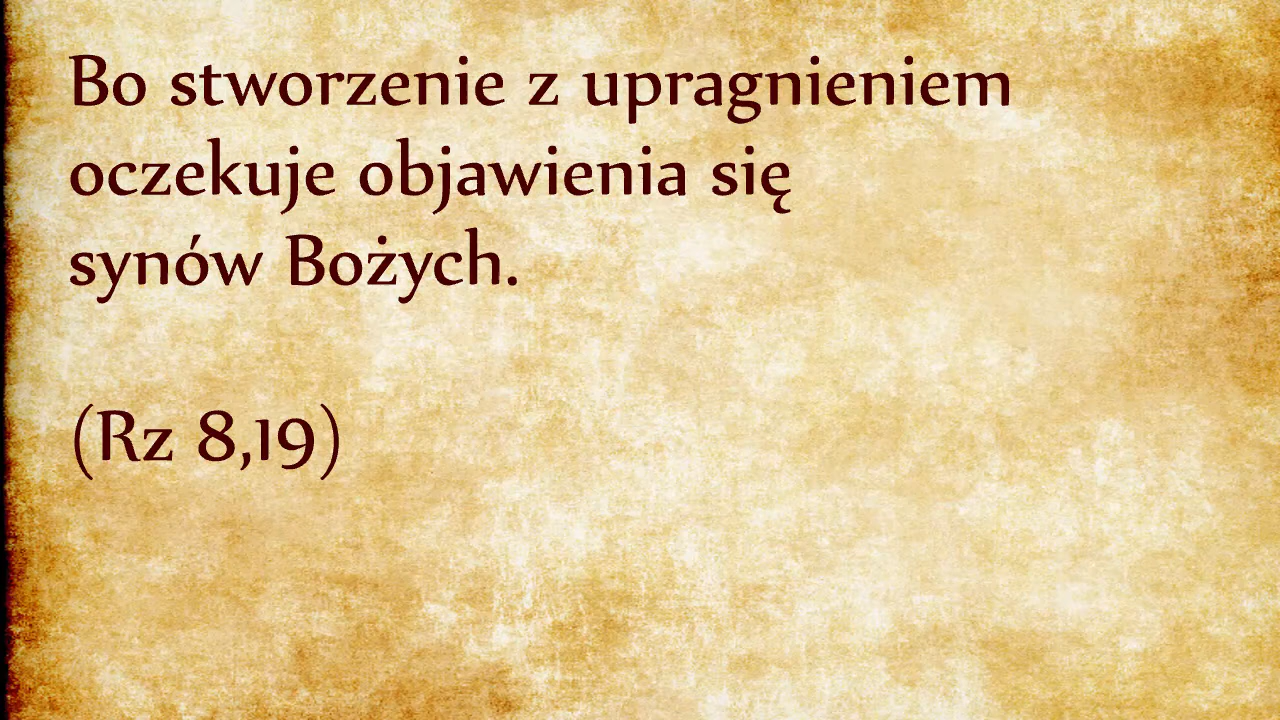 Bo stworzenie z upragnieniem
oczekuje objawienia się
synów Bożych.
(Rz 8,19)